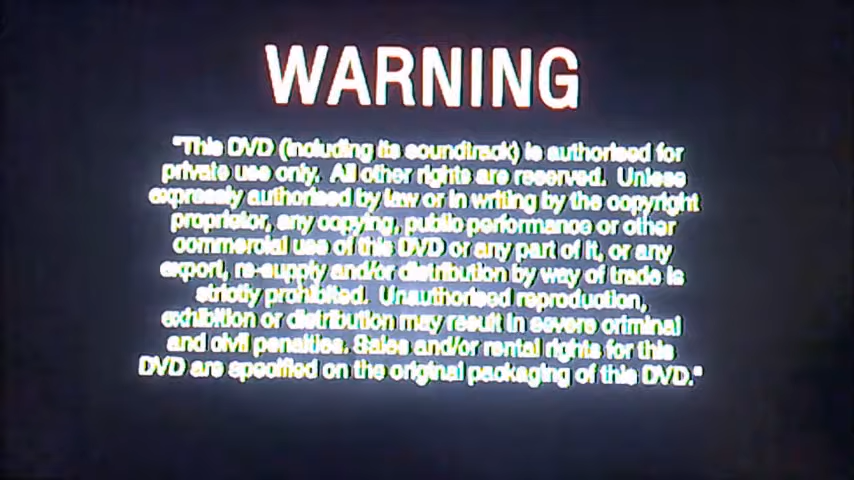 WARNING
"This DVD (including its soundtrack) is authorised for
private use only. All other rights are reserved. Unless
expressly authorised by law or in writing by the copyright
proprietor, any copying, public performance or other
commercial use of this DVD or any part of it, or any
export, re-supply and/or distribution by way of trade is
strictly prohibited. Unauthorised reproduction,
exhibition or distribution may result in severe criminal
and civil penalties. Sales and/or rental rights for this
DVD are specified on the original packaging of this DVD."